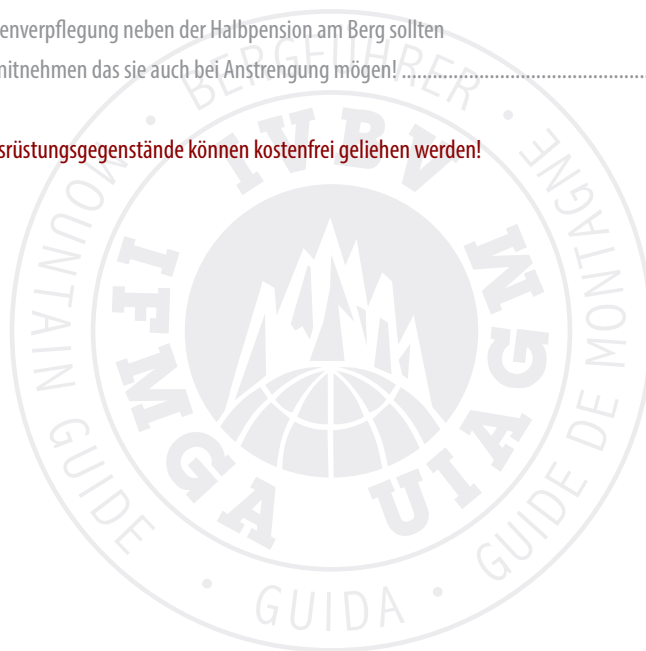 enverpflegung neben der Halbpension am Berg sollten
mitnehmen das sie auch bei Anstrengung mögen! ................................................
srüstungsgegenstände können kostenfrei geliehen werden!
• BERGFÜHRER •
MOUNTAIN GUIDE
GUIDE DE MONTAGNE
• GUIDA •
IVBV
IFMGA
UIAGM